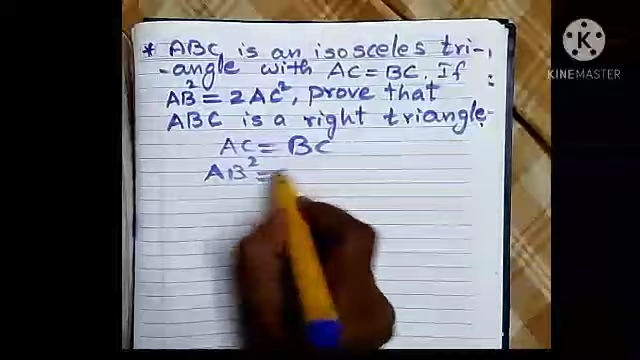 * ABC is an isosceles tri-
-angle with AC = BC. If
AB² = 2AC², prove that
ABC is a right triangle.
AC = BC
AB² =
K
KINEMASTER